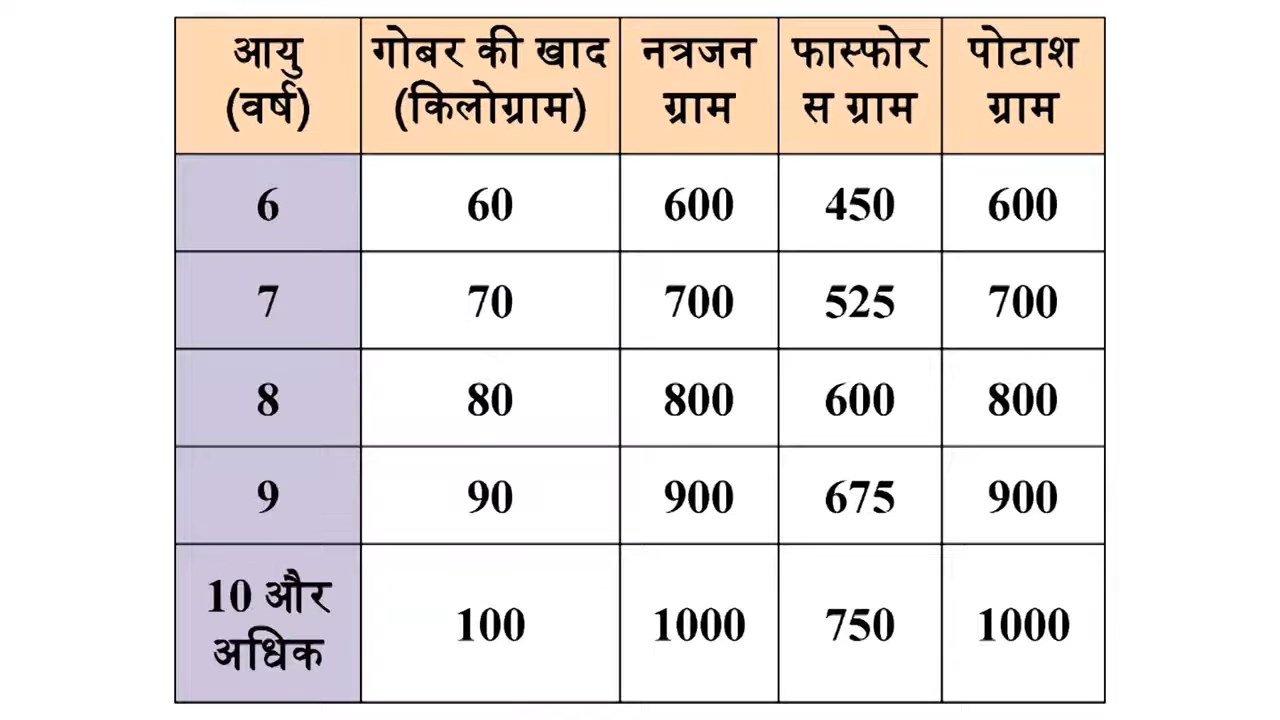 आयु गोबर की खाद नत्रजन फास्फोर पोटाश
(वर्ष) (किलोग्राम) ग्राम स ग्राम ग्राम
6 60 600 450 600
7 70 700 525 700
8 80 800 600 800
9 90 900 675 900
10 और
अधिक 100 1000 750 1000